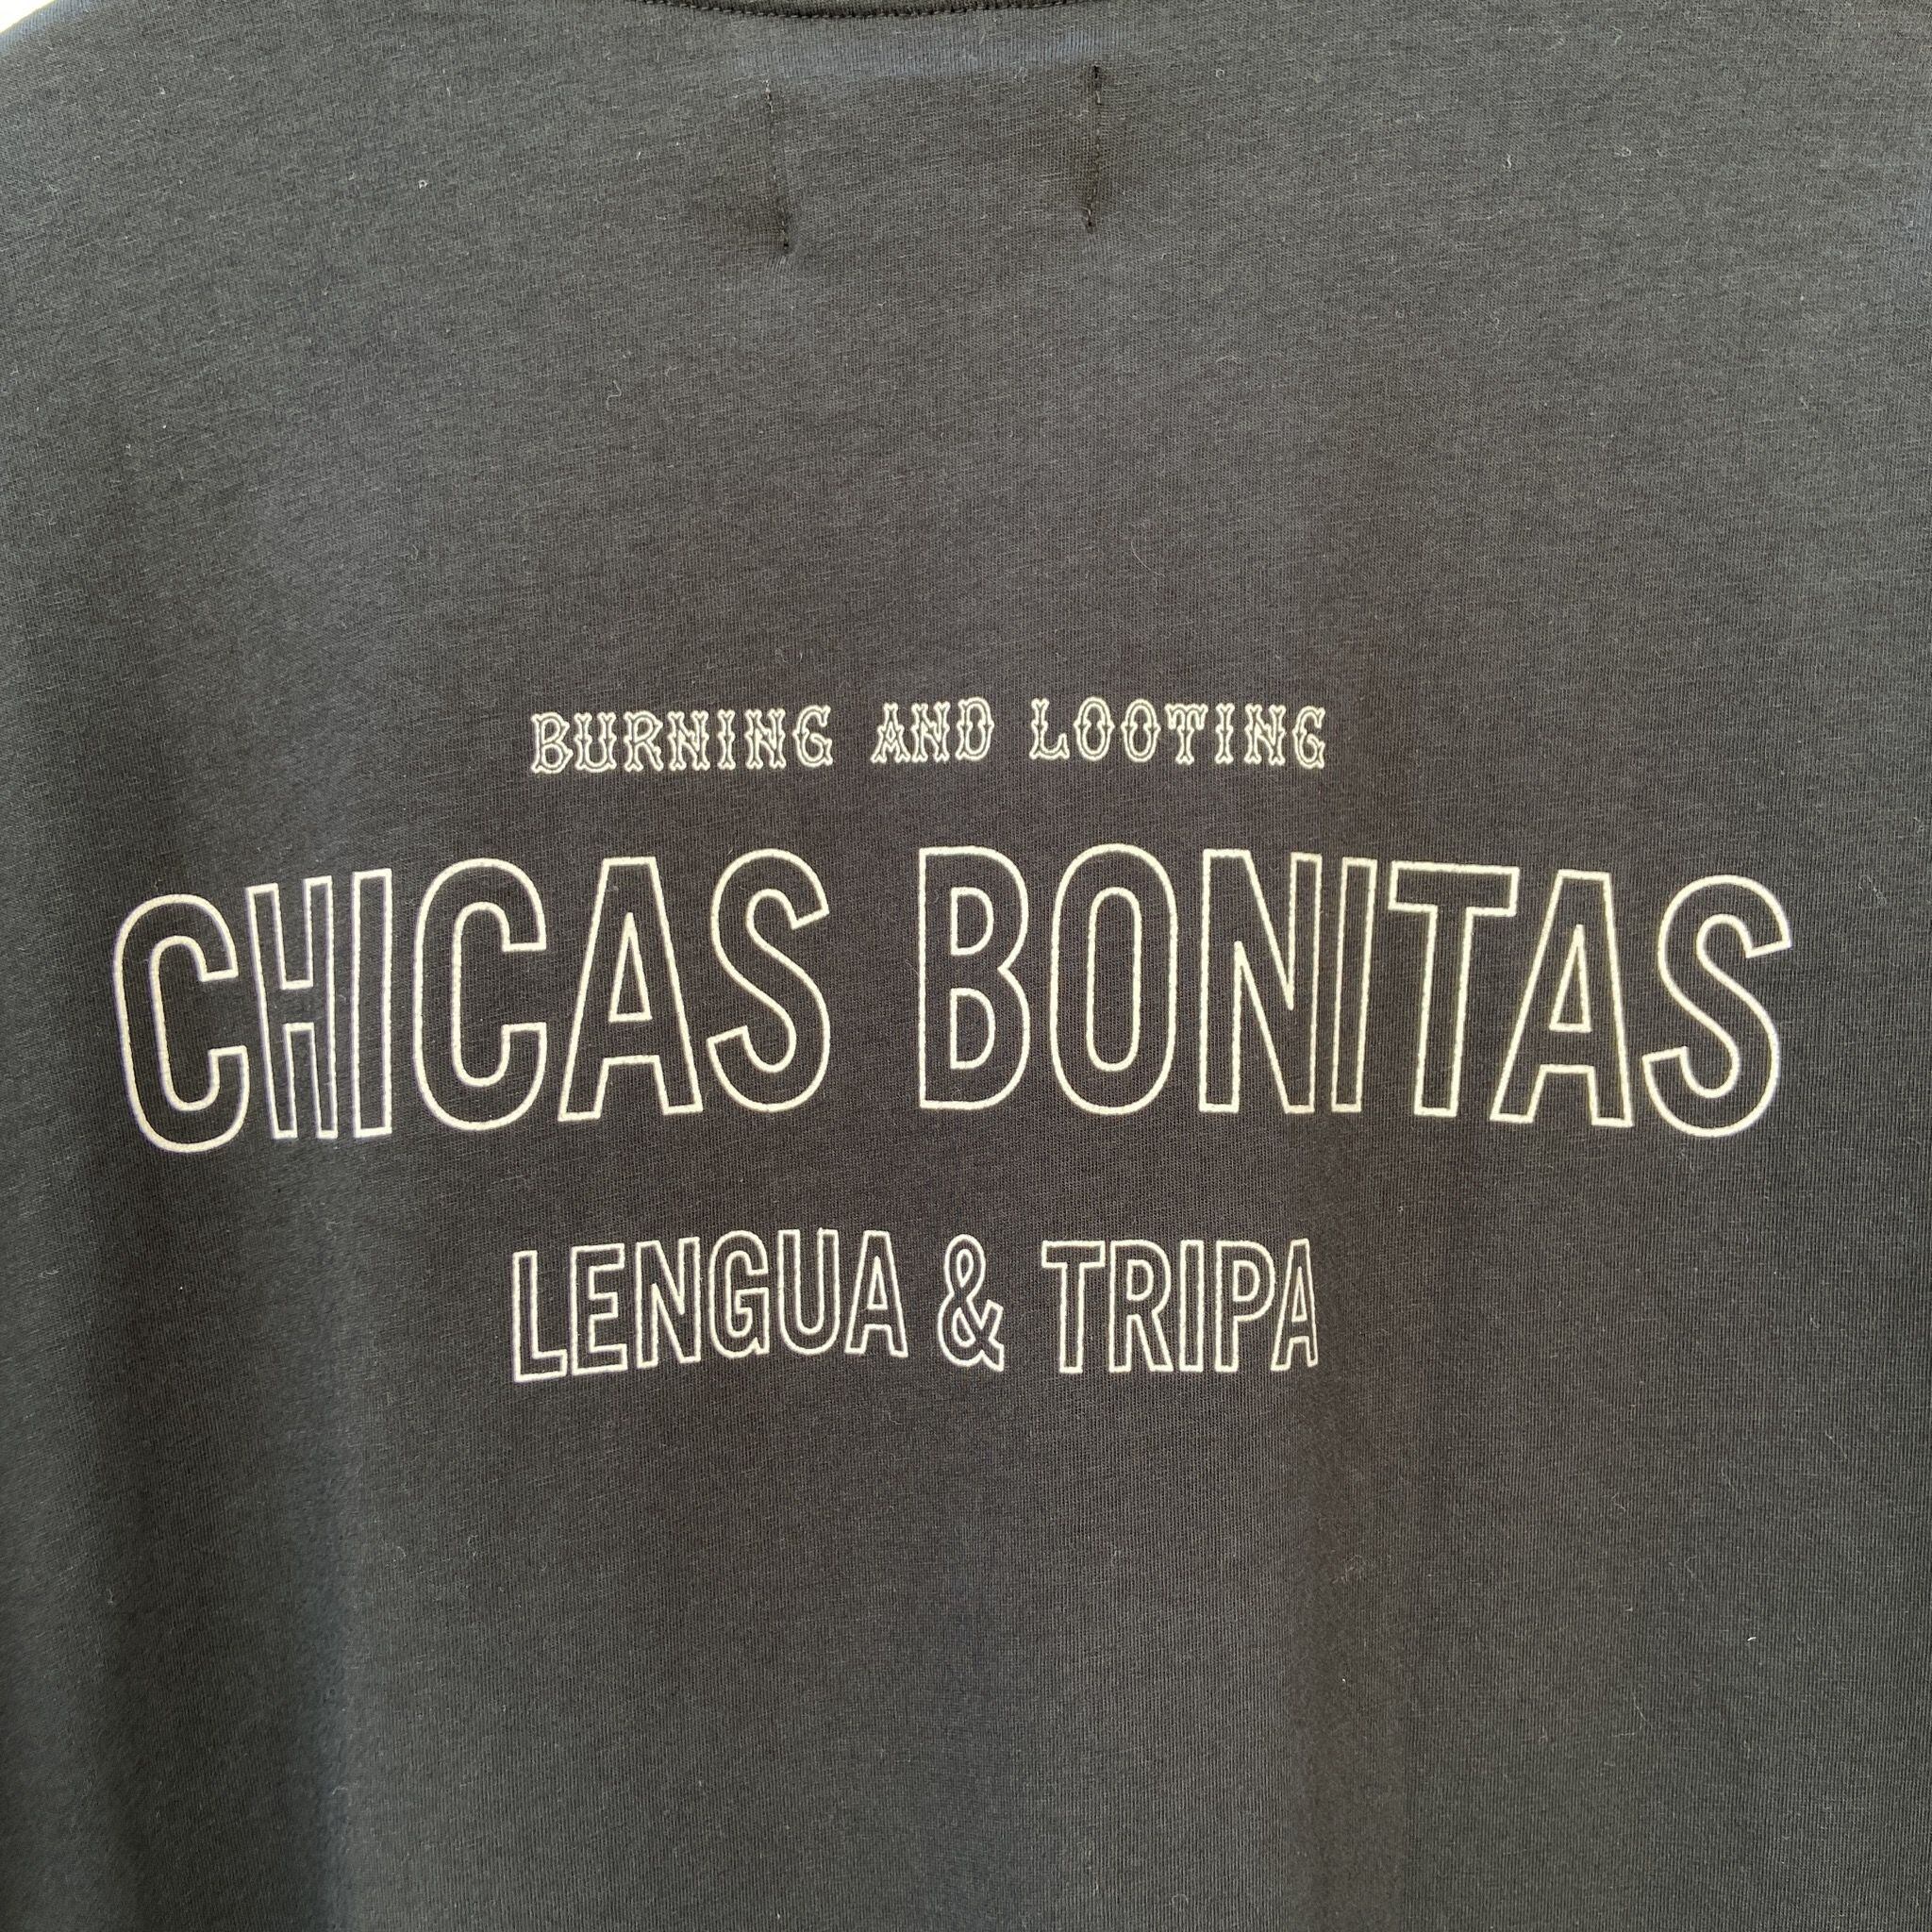 BURNING AND LOOTING
CHICAS BONITAS
LENGUA & TRIPA